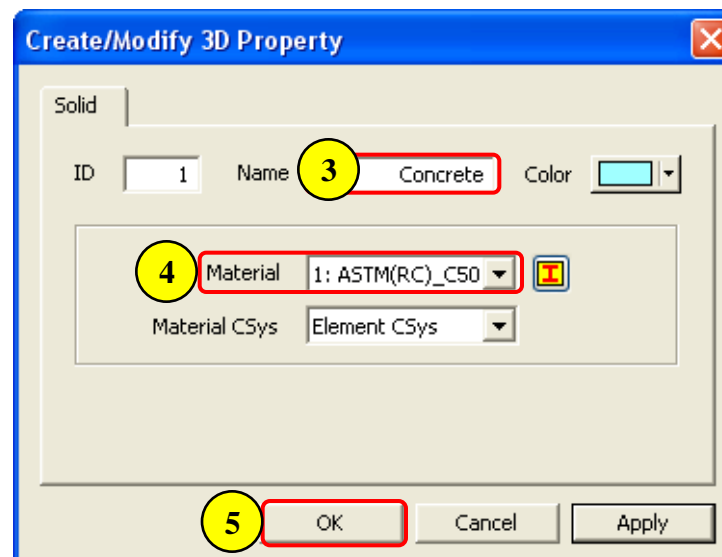 Create/Modify 3D Property
Solid
ID 1 Name 3 Concrete Color
4 Material 1: ASTM(RC)_C50
Material CSys Element CSys
5 OK Cancel Apply